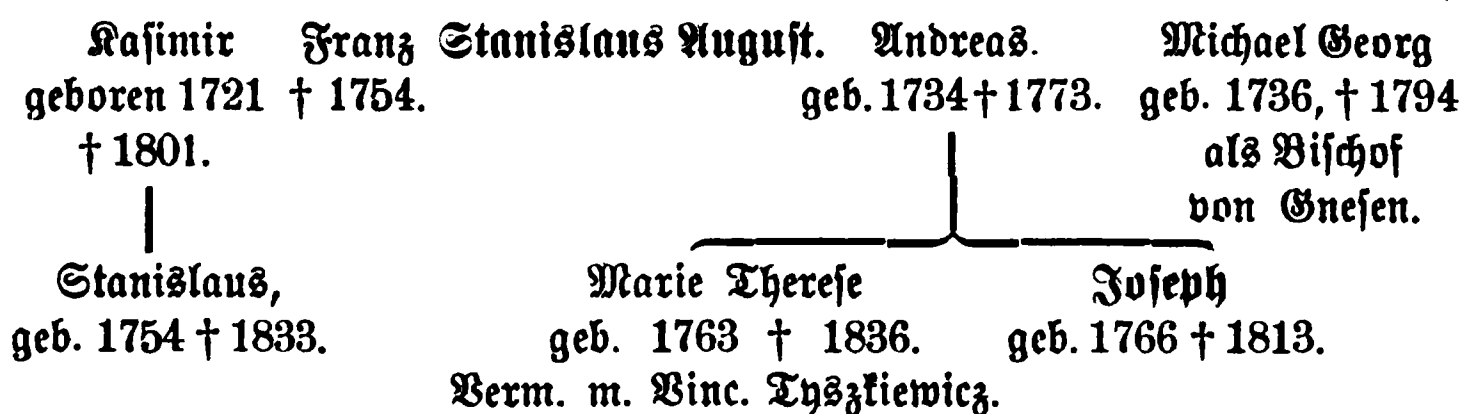 Kaſimir Franz Stanislaus Auguſt. Andreas. Michael Georg
geboren 1721 † 1754. geb. 1734 † 1773. geb. 1736, † 1794
† 1801. als Biſchof
von Gneſen.
Stanislaus, Marie Thereſe Joſeph
geb. 1754 † 1833. geb. 1763 † 1836. geb. 1766 † 1813.
Verm. m. Vinc. Tyszkiewicz.